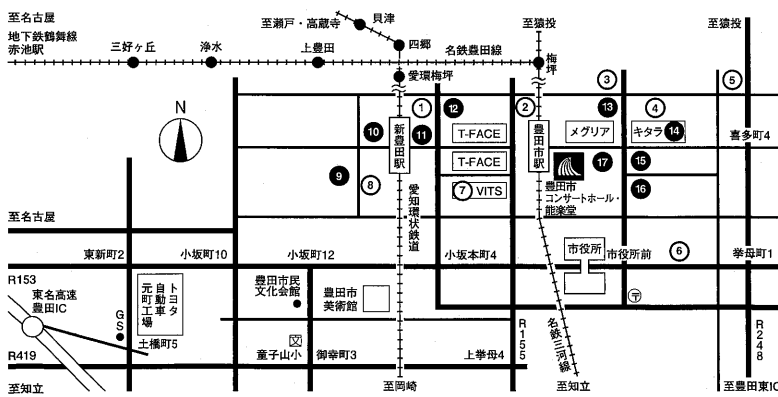 至名古屋
地下鉄鶴舞線
赤池駅
三好ヶ丘
浄水
上豊田
至瀬戸・高蔵寺
貝津
四郷
名鉄豊田線
愛環梅坪
至猿投
梅坪
至猿投
N
①
②
③
④
⑤
⑥
⑦ VITS
⑧
⑨
⑩
⑪
⑫
⑬
キタラ ⑭
⑮
⑯
⑰
新豊田駅
T-FACE
T-FACE
豊田市駅
メグリア
喜多町4
豊田市
コンサートホール・
能楽堂
愛知環状鉄道
至名古屋
東新町2
小坂町10
小坂町12
小坂本町4
市役所
市役所前
挙母町1
R153
東名高速
豊田IC
GS
トヨタ
自動車
元町工場
土橋町5
豊田市民
文化会館
豊田市
美術館
文
童子山小
御幸町3
上挙母4
R155
名鉄三河線
〒
R248
R419
至知立
至岡崎
至知立
至豊田東IC